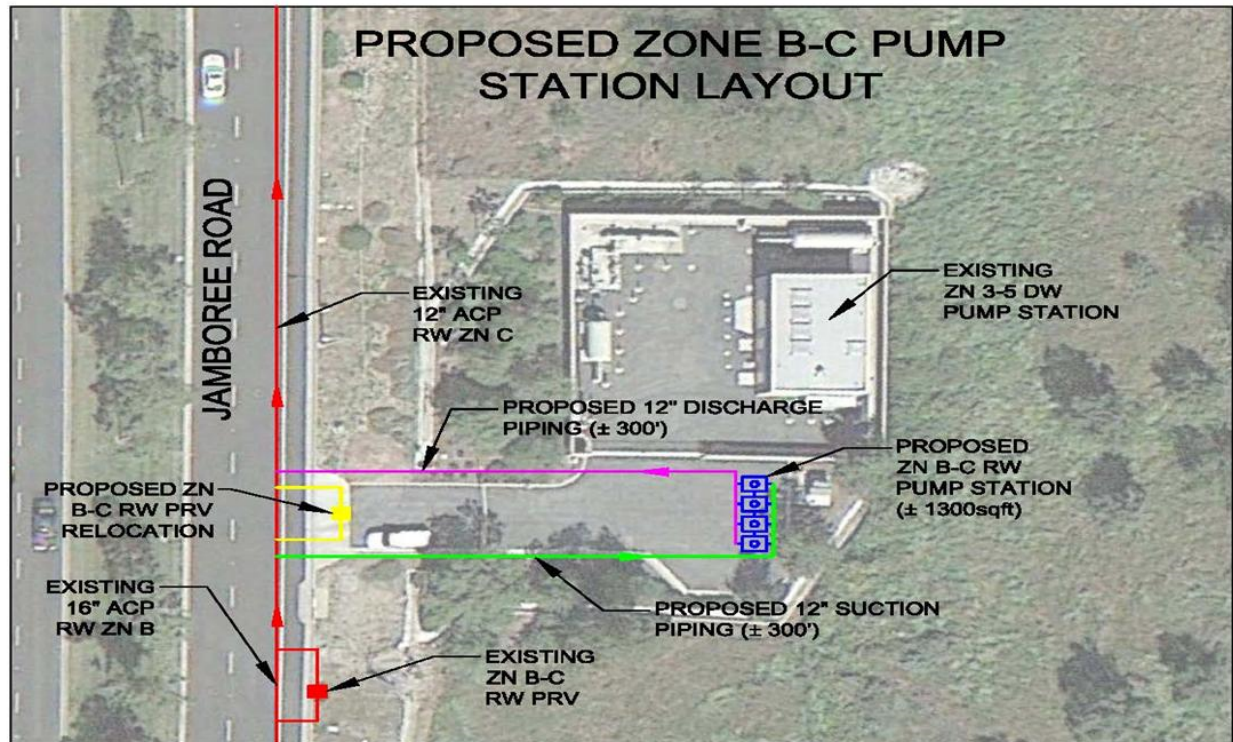 PROPOSED ZONE B-C PUMP
STATION LAYOUT
JAMBOREE ROAD
EXISTING
12" ACP
RW ZN C
EXISTING
ZN 3-5 DW
PUMP STATION
PROPOSED 12" DISCHARGE
PIPING (± 300')
PROPOSED
ZN B-C RW
PUMP STATION
(± 1300sqft)
PROPOSED ZN
B-C RW PRV
RELOCATION
EXISTING
16" ACP
RW ZN B
PROPOSED 12" SUCTION
PIPING (± 300')
EXISTING
ZN B-C
RW PRV